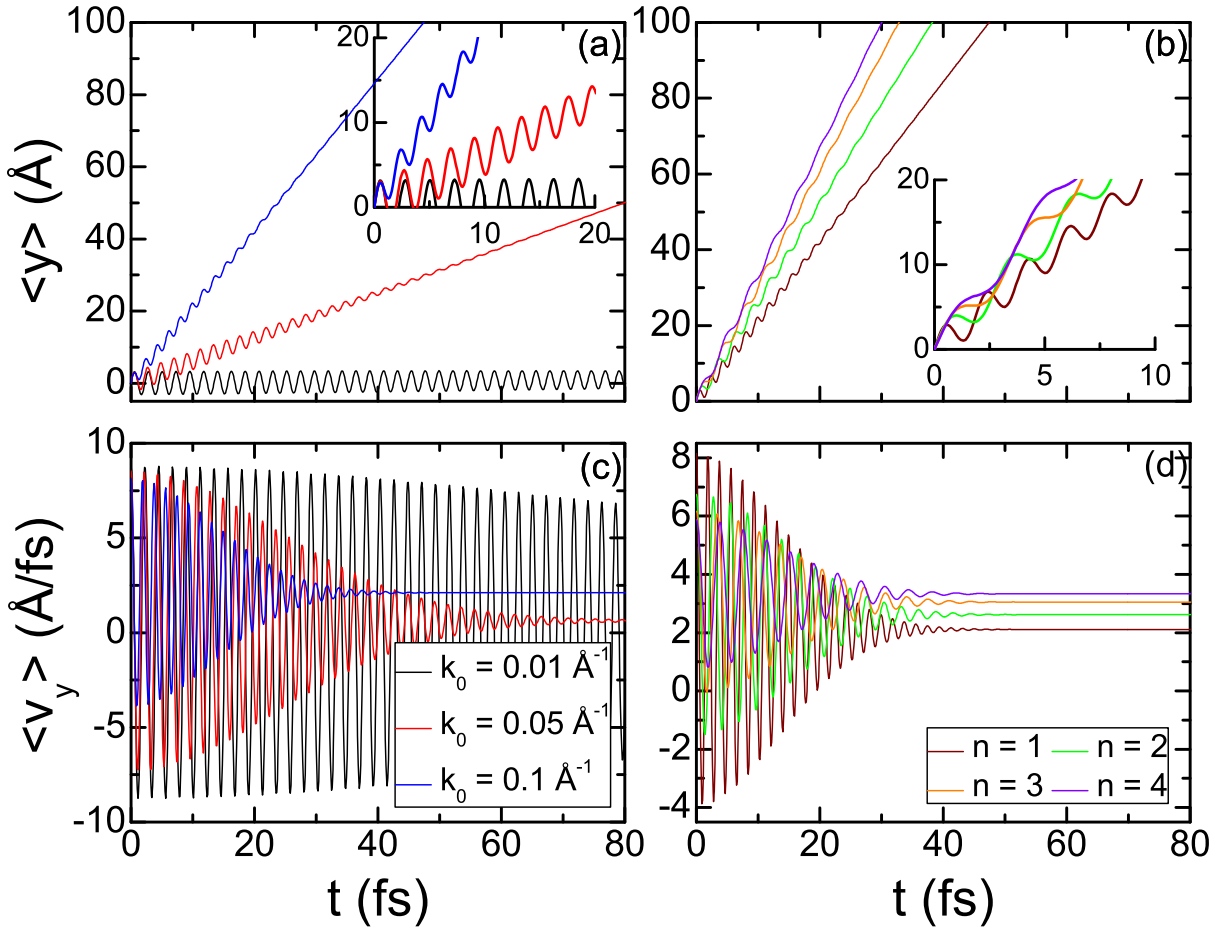 100
80
60
40
20
0
<y> (Å)
(a)
20
10
0
0 10 20
100
80
60
40
20
0
(b)
20
10
0
0 5 10
10
5
0
-5
-10
<v_y> (Å/fs)
(c)
k_0 = 0.01 Å^-1
k_0 = 0.05 Å^-1
k_0 = 0.1 Å^-1
0 20 40 60 80
t (fs)
8
6
4
2
0
-2
-4
(d)
n = 1 n = 2
n = 3 n = 4
0 20 40 60 80
t (fs)